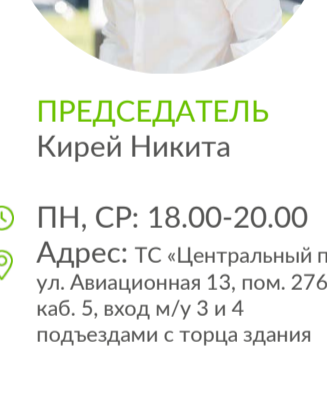 ПРЕДСЕДАТЕЛЬ
Кирей Никита
ПН, СР: 18.00-20.00
Адрес: ТС «Центральный
ул. Авиационная 13, пом. 276
каб. 5, вход м/у 3 и 4
подъездами с торца здания